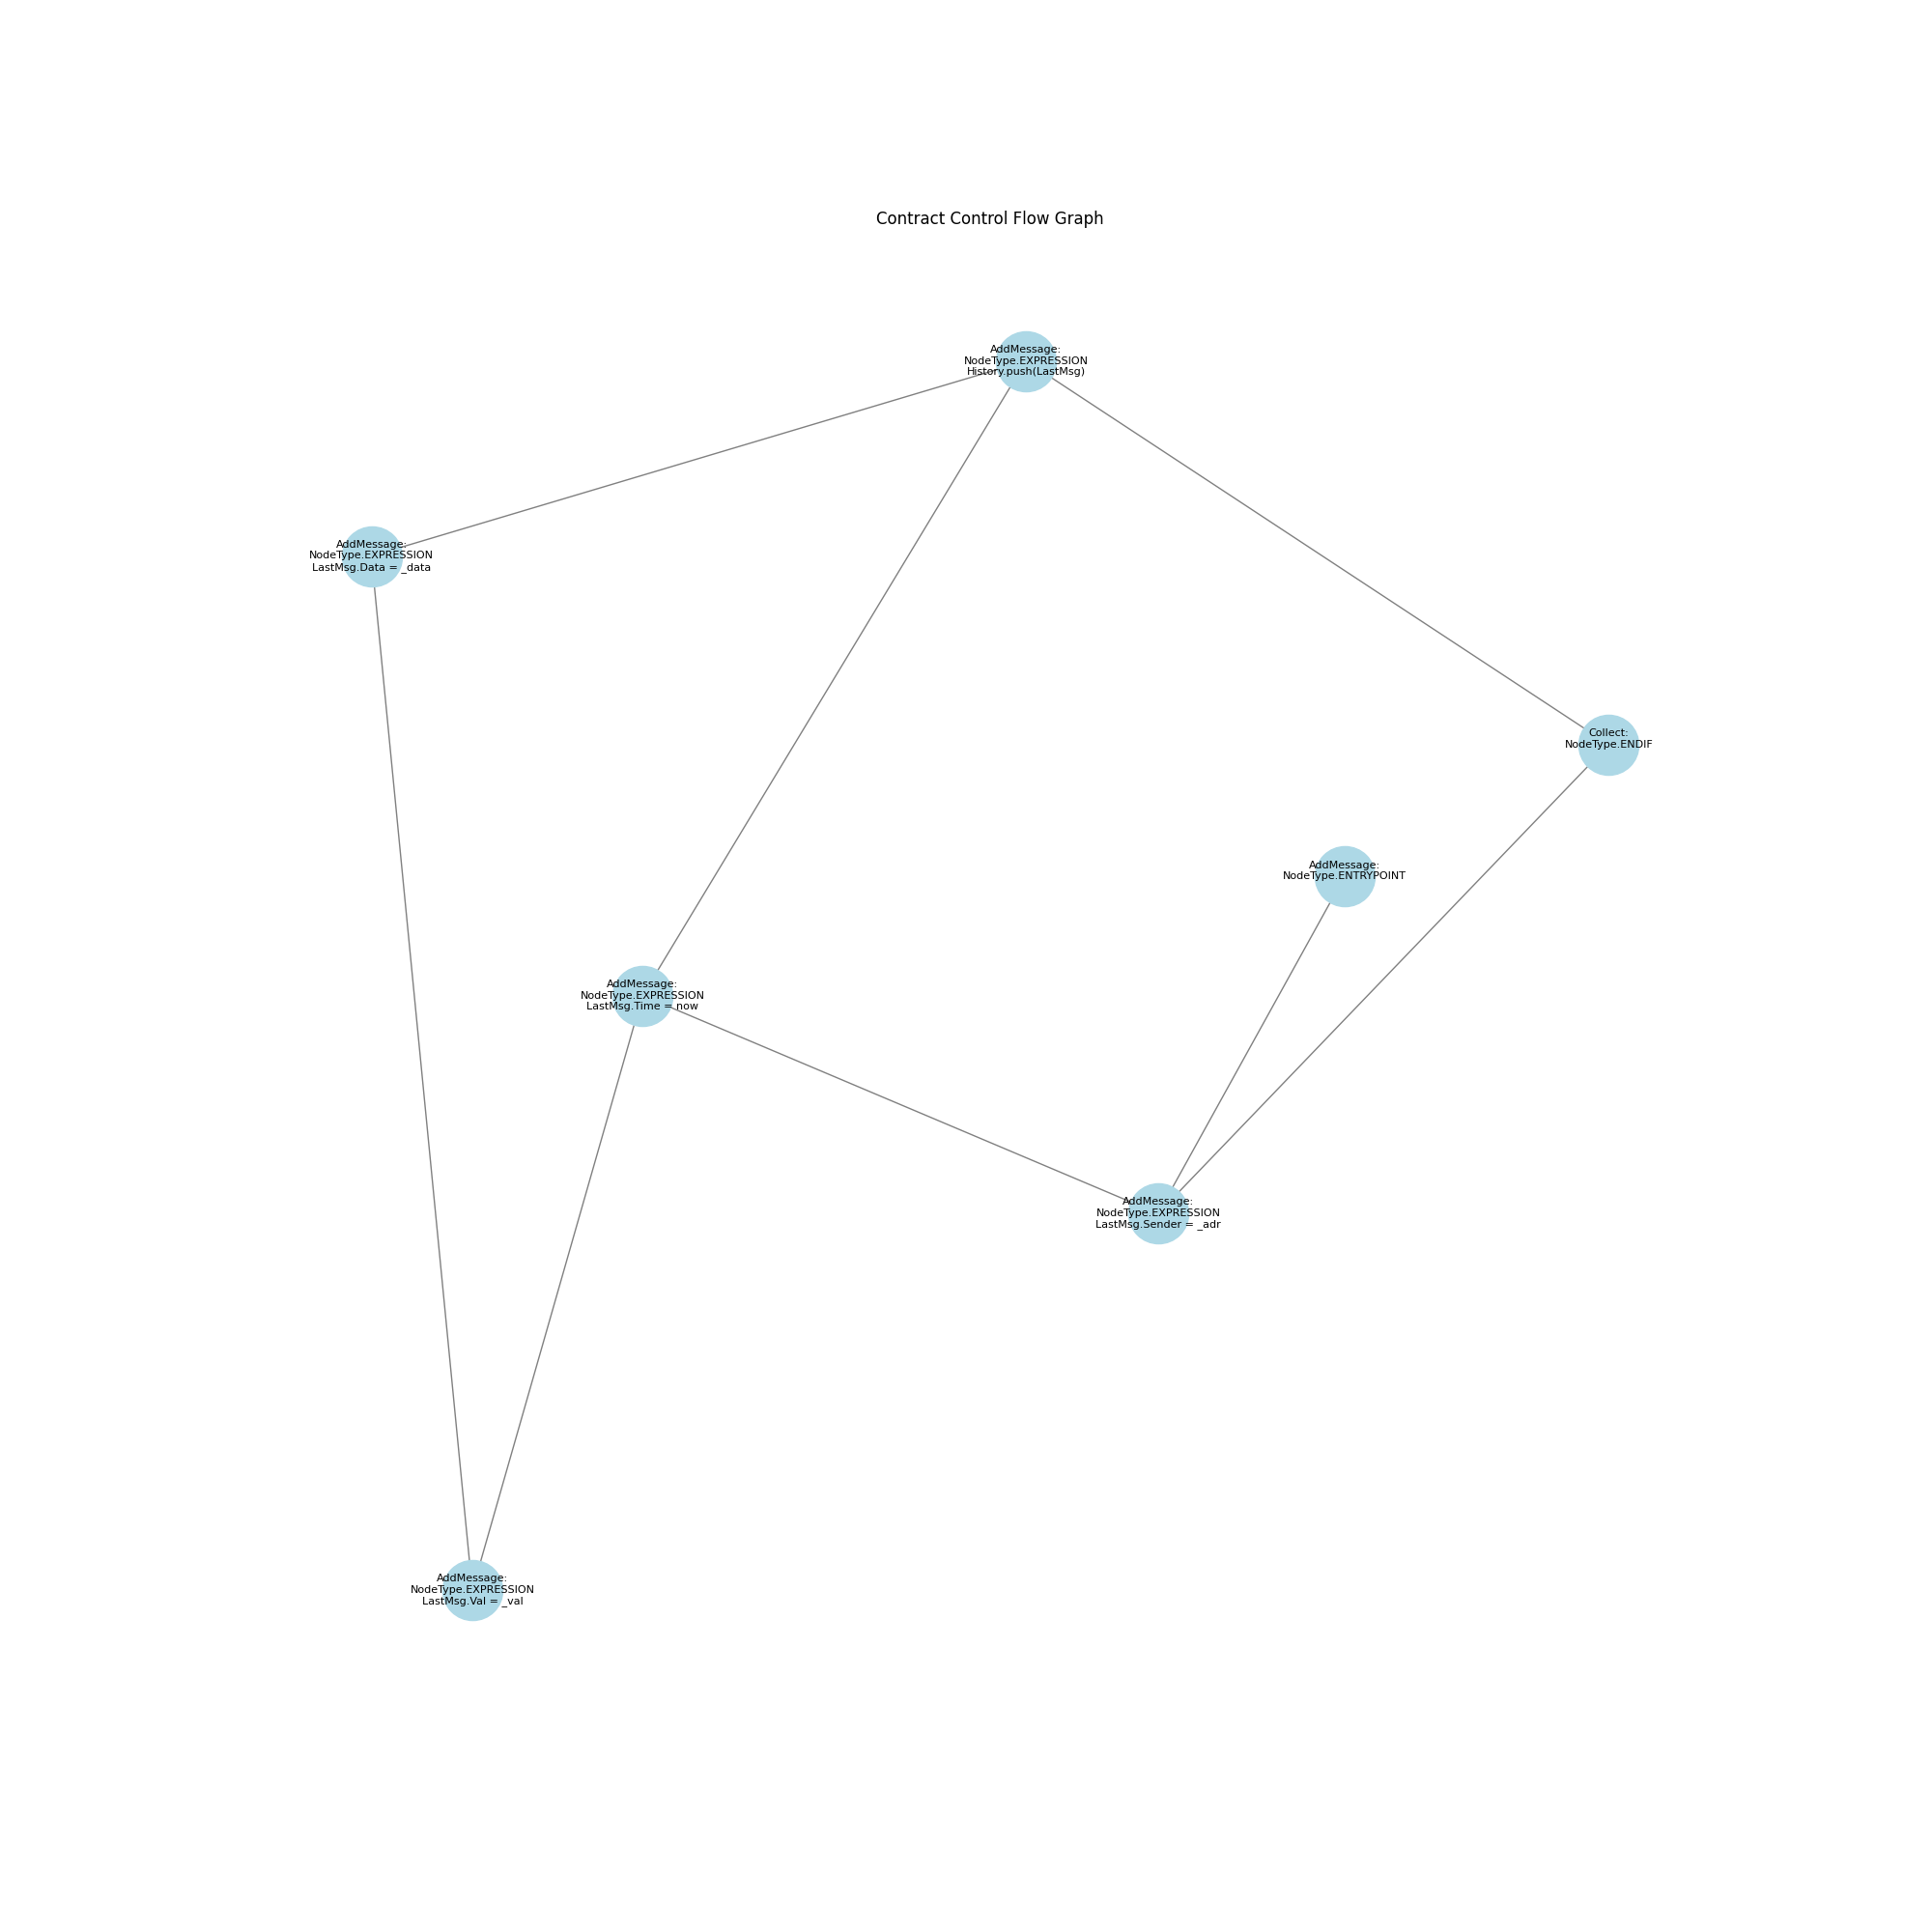 Contract Control Flow Graph
AddMessage:
NodeType.EXPRESSION
History.push(LastMsg)
AddMessage:
NodeType.EXPRESSION
LastMsg.Data = _data
Collect:
NodeType.ENDIF
AddMessage:
NodeType.ENTRYPOINT
AddMessage:
NodeType.EXPRESSION
LastMsg.Time = now
AddMessage:
NodeType.EXPRESSION
LastMsg.Sender = _adr
AddMessage:
NodeType.EXPRESSION
LastMsg.Val = _val